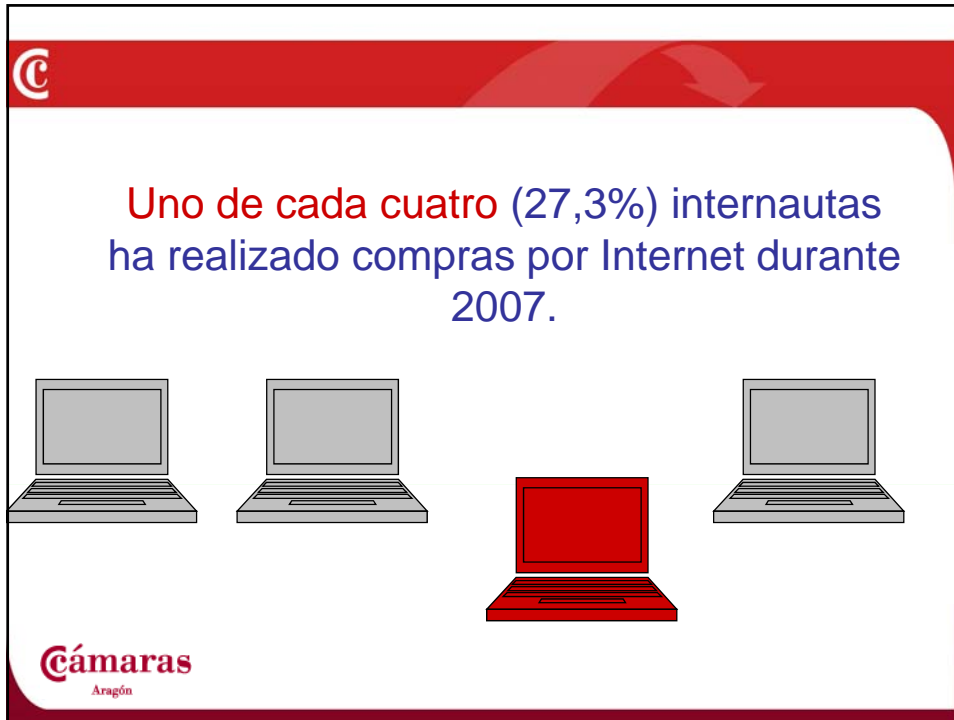 Uno de cada cuatro (27,3%) internautas
ha realizado compras por Internet durante
2007.
Cámaras
Aragón